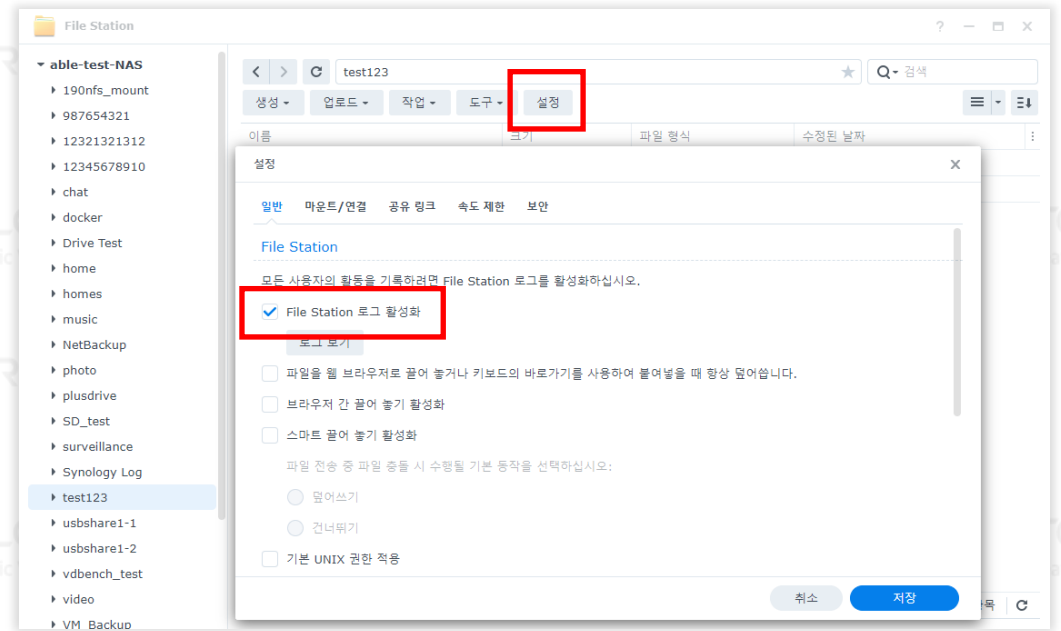 File Station
able-test-NAS
190nfs_mount
987654321
12321321312
12345678910
chat
docker
Drive Test
home
homes
music
NetBackup
photo
plusdrive
SD_test
surveillance
Synology Log
test123
usbshare1-1
usbshare1-2
vdbench_test
video
VM_Backup
test123
검색
생성 업로드 작업 도구 설정
이름 크기 파일 형식 수정된 날짜
설정
일반 마운트/연결 공유 링크 속도 제한 보안
File Station
모든 사용자의 활동을 기록하려면 File Station 로그를 활성화하십시오.
File Station 로그 활성화
로그 보기
파일을 웹 브라우저로 끌어 놓거나 키보드의 바로가기를 사용하여 붙여넣을 때 항상 덮어씁니다.
브라우저 간 끌어 놓기 활성화
스마트 끌어 놓기 활성화
파일 전송 중 파일 충돌 시 수행될 기본 동작을 선택하십시오:
덮어쓰기
건너뛰기
기본 UNIX 권한 적용
취소 저장